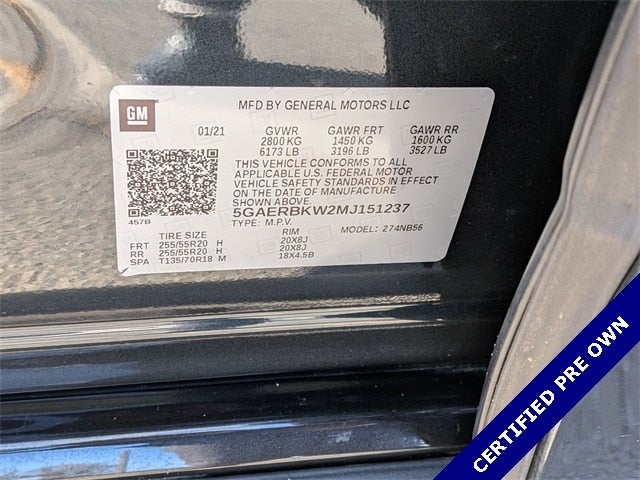 GM
MFD BY GENERAL MOTORS LLC
01/21 GVWR GAWR FRT GAWR RR
2800 KG 1450 KG 1600 KG
6173 LB 3196 LB 3527 LB
THIS VEHICLE CONFORMS TO ALL
APPLICABLE U.S. FEDERAL MOTOR
VEHICLE SAFETY STANDARDS IN EFFECT
ON THE DATE OF MANUFACTURE
SHOWN ABOVE.
457B
5GAERBKW2MJ151237
TYPE: M.P.V. MODEL: 274NB56
TIRE SIZE RIM
FRT 255/55R20 H 20X8J
RR 255/55R20 H 20X8J
SPA T135/70R18 M 18X4.5B
CERTIFIED PRE OWN